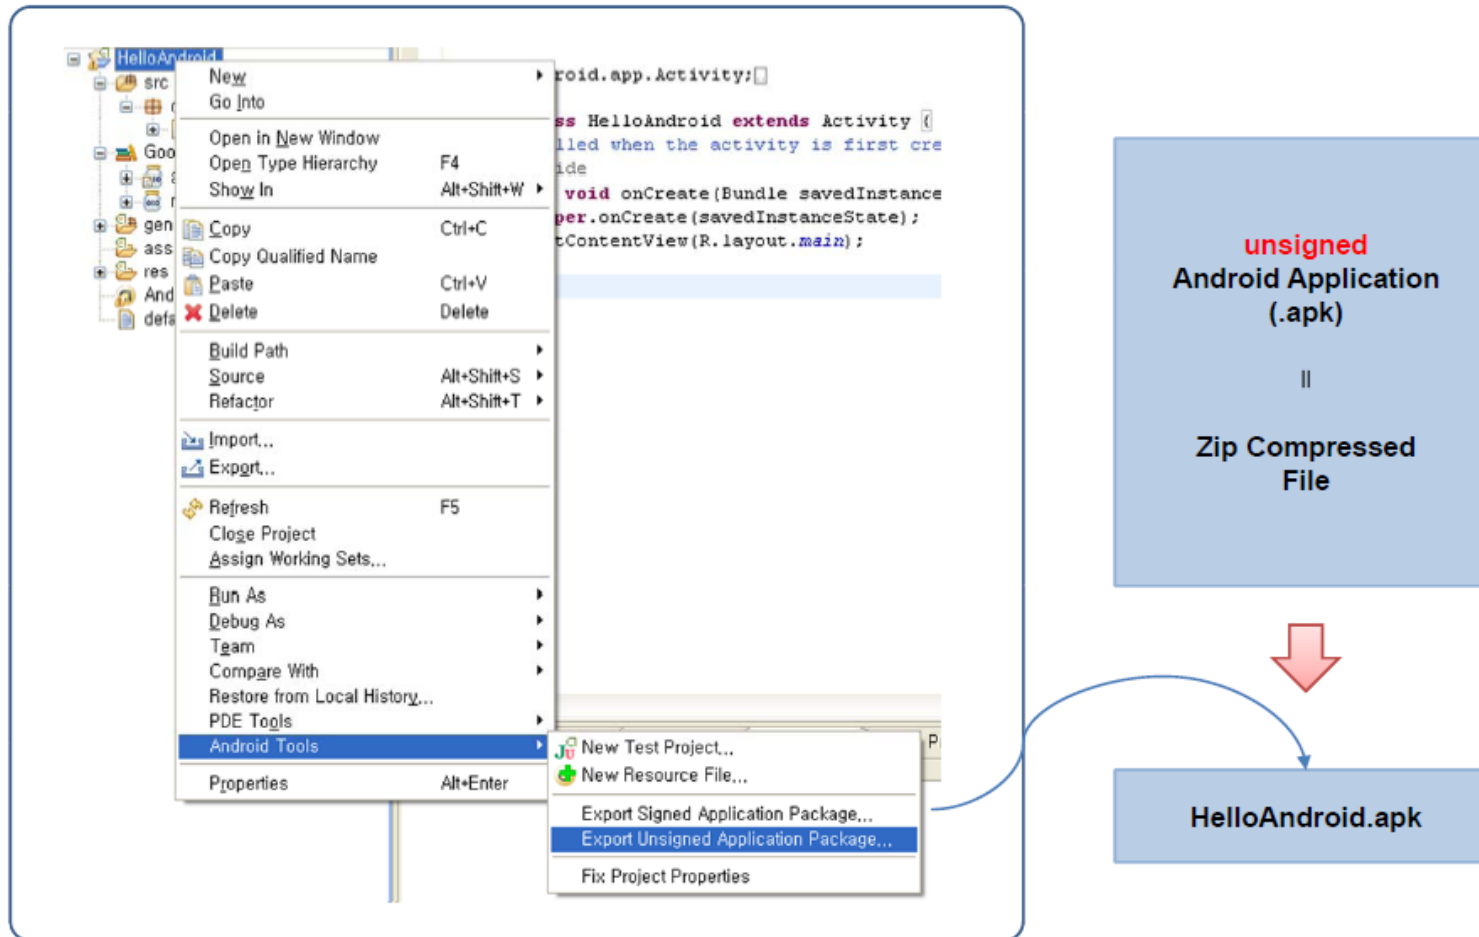 HelloAndroid
src
Goo
gen
ass
res
And
defa
New
Go Into
Open in New Window
Open Type Hierarchy F4
Show In Alt+Shift+W
Copy Ctrl+C
Copy Qualified Name
Paste Ctrl+V
Delete Delete
Build Path
Source Alt+Shift+S
Refactor Alt+Shift+T
Import...
Export...
Refresh F5
Close Project
Assign Working Sets...
Run As
Debug As
Team
Compare With
Restore from Local History...
PDE Tools
Android Tools
Properties Alt+Enter
roid.app.Activity;
ss HelloAndroid extends Activity {
lled when the activity is first cre
ide
void onCreate(Bundle savedInstance
per.onCreate(savedInstanceState);
tContentView(R.layout.main);
New Test Project...
New Resource File...
Export Signed Application Package...
Export Unsigned Application Package...
Fix Project Properties
unsigned
Android Application
(.apk)
=
Zip Compressed
File
HelloAndroid.apk